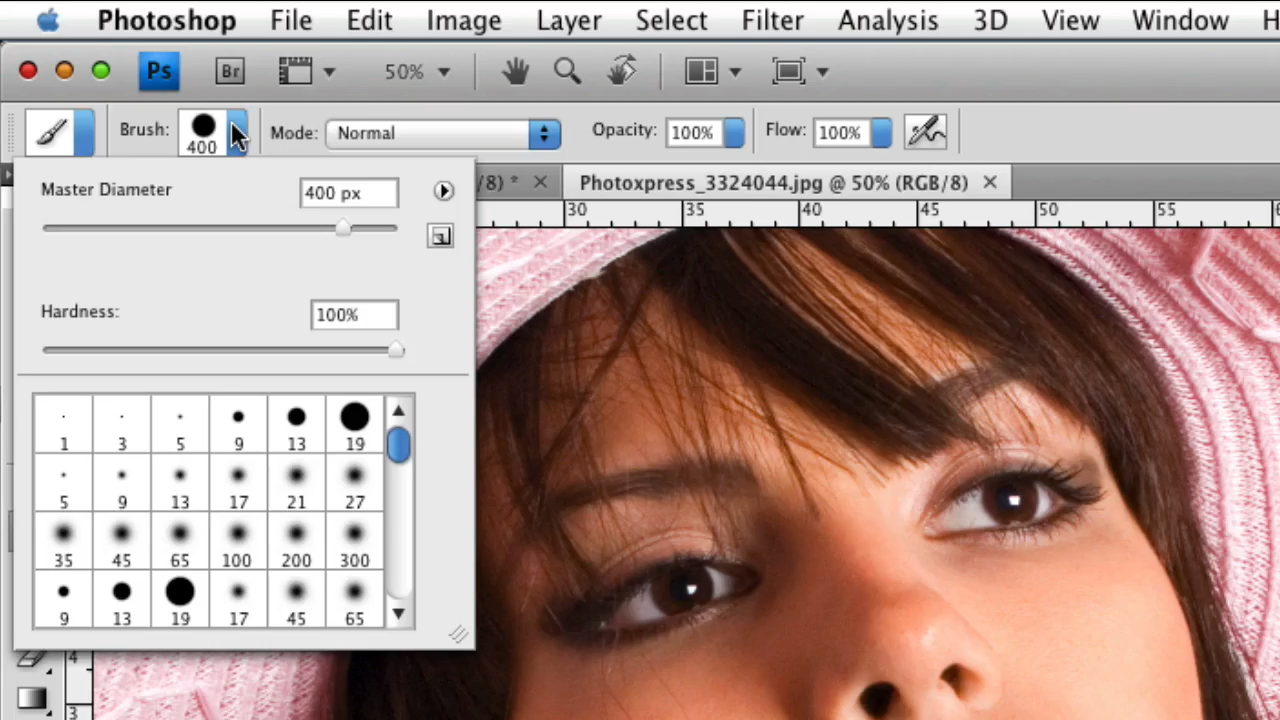 Photoshop File Edit Image Layer Select Filter Analysis 3D View Window H
Ps Br 50%
Brush: 400 Mode: Normal Opacity: 100% Flow: 100%
/8) * Photoxpress_3324044.jpg @ 50% (RGB/8)
Master Diameter 400 px
30 35 40 45 50 55 6
Hardness: 100%
1 3 5 9 13 19
5 9 13 17 21 27
35 45 65 100 200 300
9 13 19 17 45 65
4
3